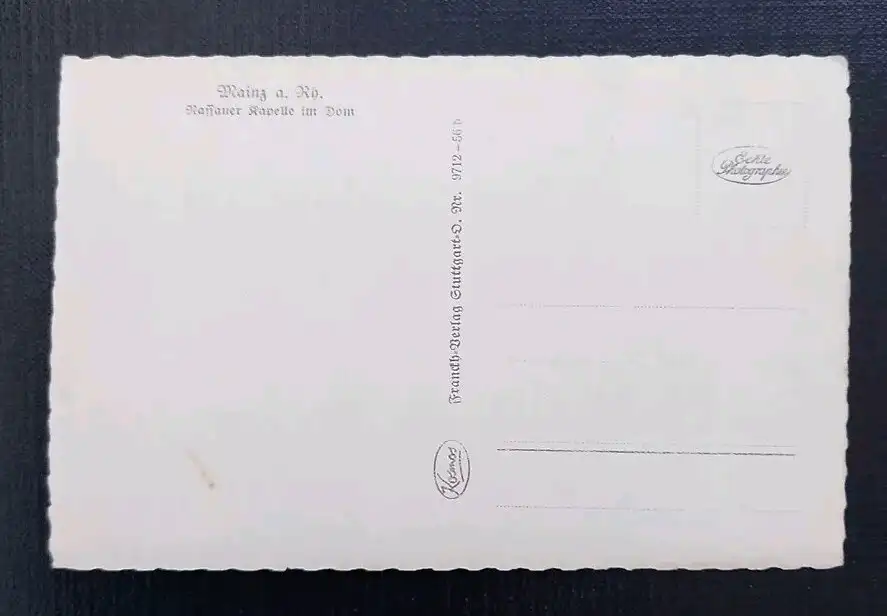 Mainz a. Rh.
Nassauer Kapelle im Dom
Franckh-Verlag Stuttgart-O. Nr. 9712–56 b
Kosmos
Echte
Photographie